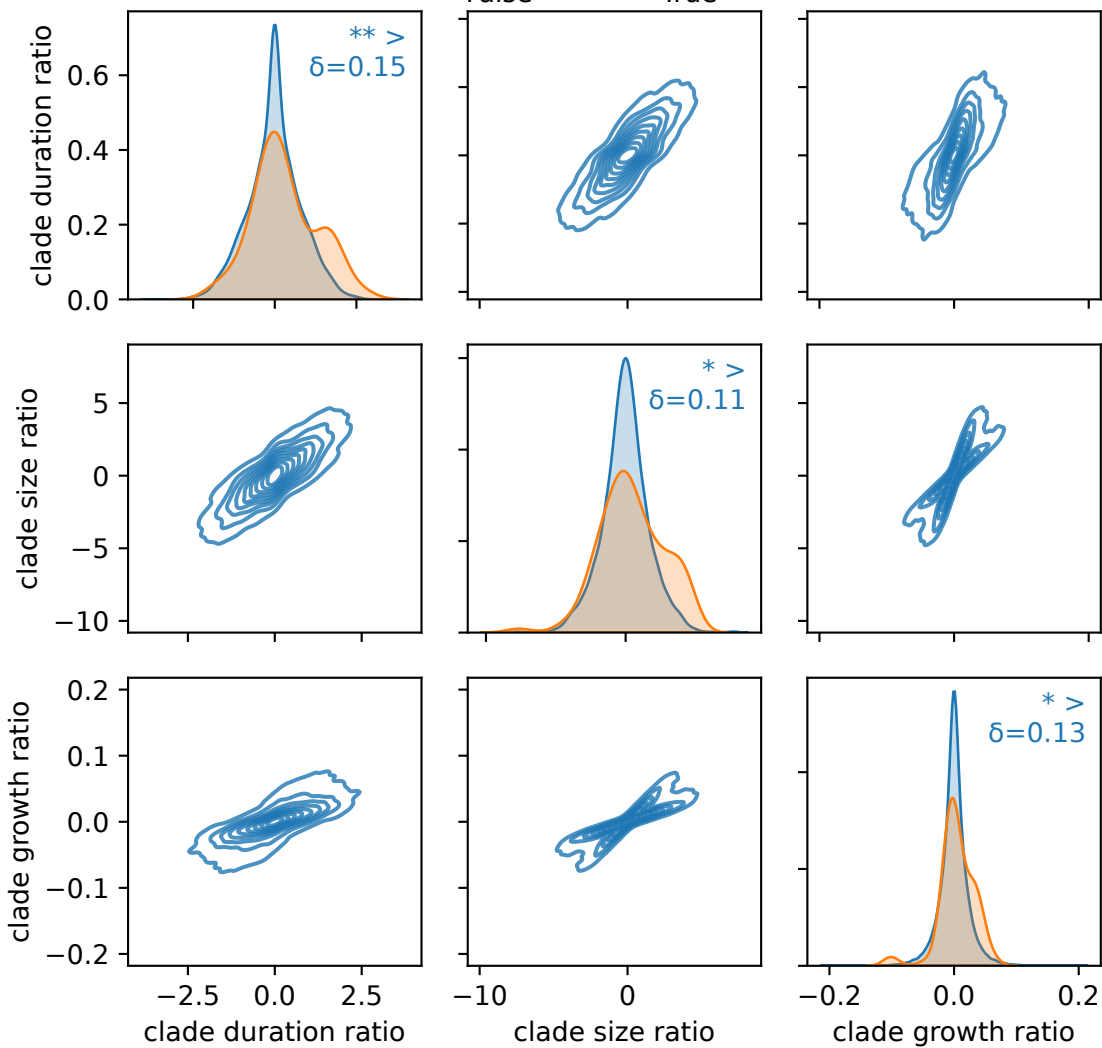 True
clade duration ratio
0.6
0.4
0.2
0.0
** >
δ=0.15
clade size ratio
5
0
−5
−10
* >
δ=0.11
clade growth ratio
0.2
0.1
0.0
−0.1
−0.2
* >
δ=0.13
−2.5 0.0 2.5
−10 0
−0.2 0.0 0.2
clade duration ratio
clade size ratio
clade growth ratio